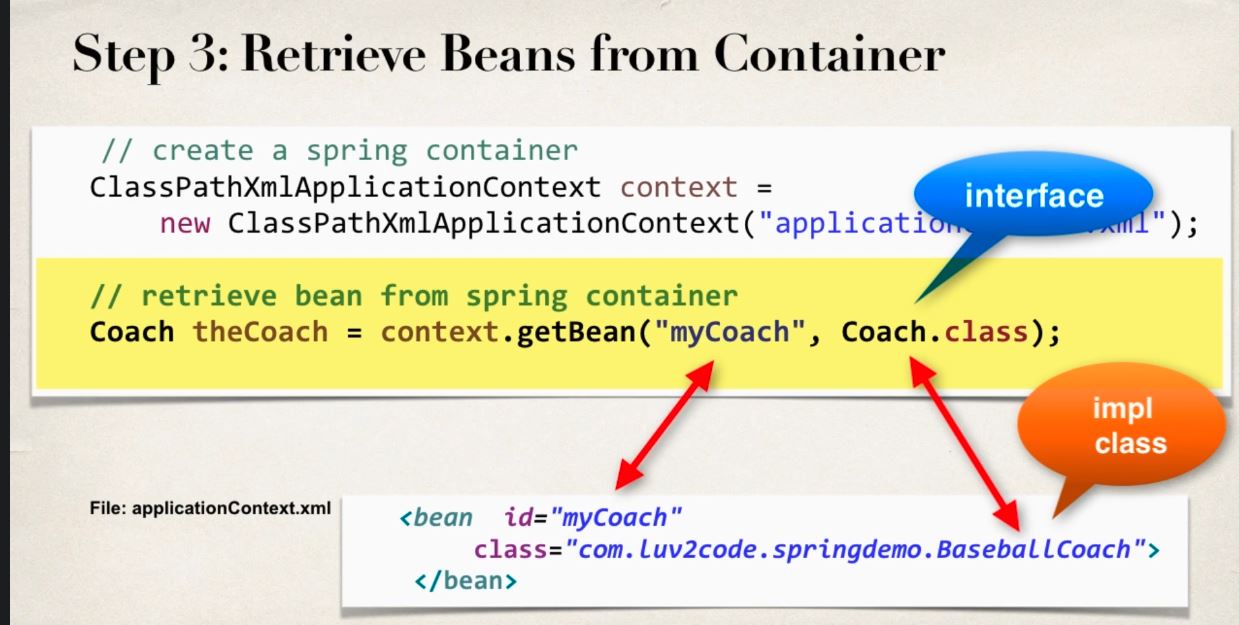 Step 3: Retrieve Beans from Container
// create a spring container
ClassPathXmlApplicationContext context =
new ClassPathXmlApplicationContext("application xml");
interface
// retrieve bean from spring container
Coach theCoach = context.getBean("myCoach", Coach.class);
impl
class
File: applicationContext.xml
<bean id="myCoach"
class="com.luv2code.springdemo.BaseballCoach">
</bean>